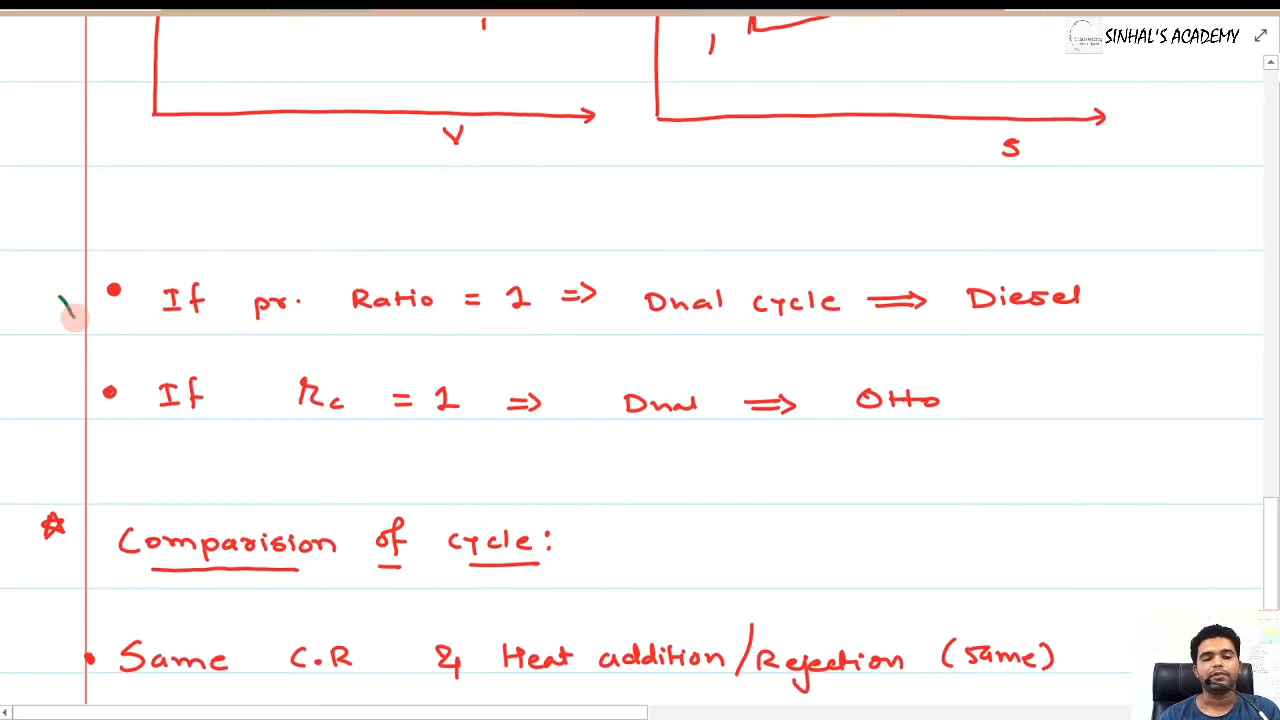 SINHAL'S ACADEMY
V
S
• If pr. Ratio = 1 => Dual cycle => Diesel
• If rc = 1 => Dual => Otto
Comparision of cycle:
• Same C.R & Heat addition/Rejection (same)